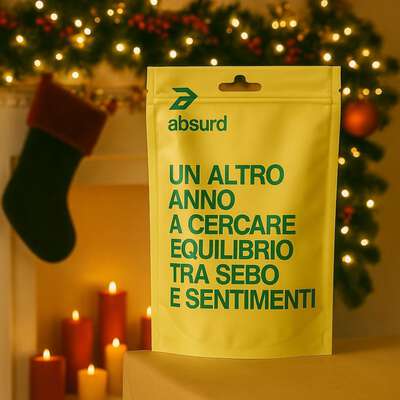 absurd
UN ALTRO
ANNO
A CERCARE
EQUILIBRIO
TRA SEBO
E SENTIMENTI